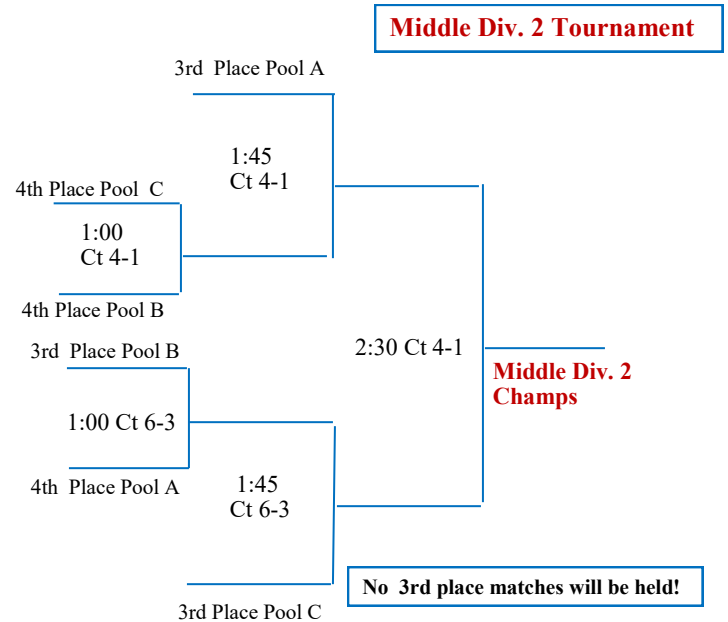 Middle Div. 2 Tournament
3rd Place Pool A
1:45
Ct 4-1
4th Place Pool C
1:00
Ct 4-1
4th Place Pool B
3rd Place Pool B
2:30 Ct 4-1
Middle Div. 2
Champs
1:00 Ct 6-3
4th Place Pool A
1:45
Ct 6-3
No 3rd place matches will be held!
3rd Place Pool C